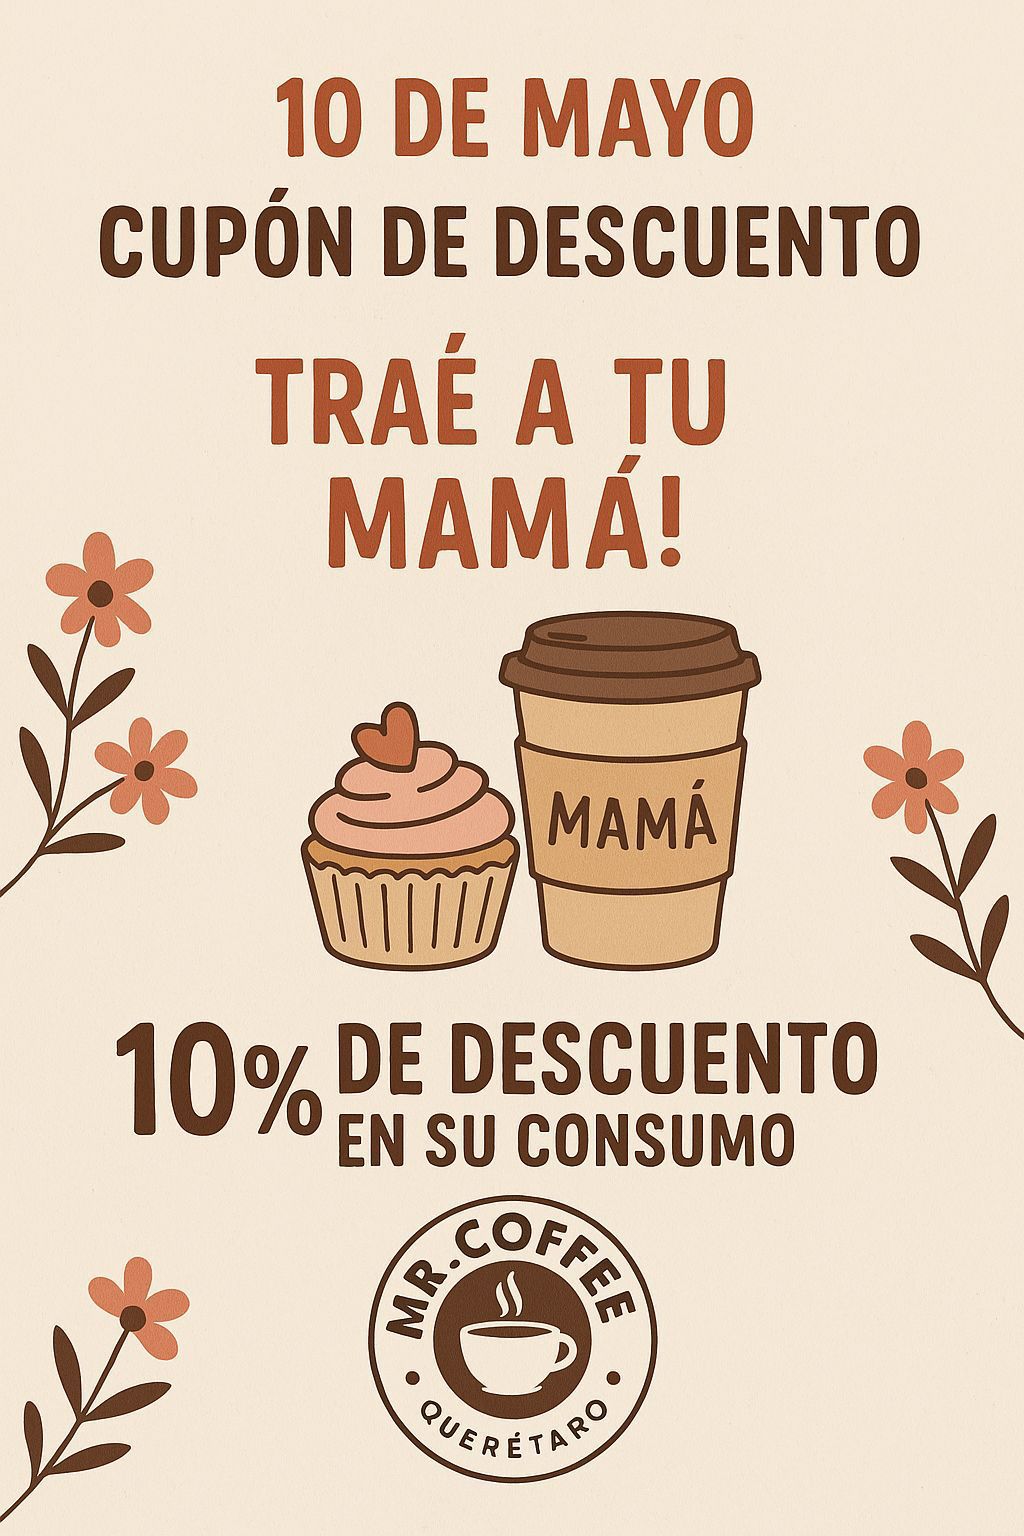 10 DE MAYO
CUPÓN DE DESCUENTO
TRAÉ A TU
MAMÁ!
MAMÁ
10% DE DESCUENTO
EN SU CONSUMO
MR. COFFEE
QUERÉTARO